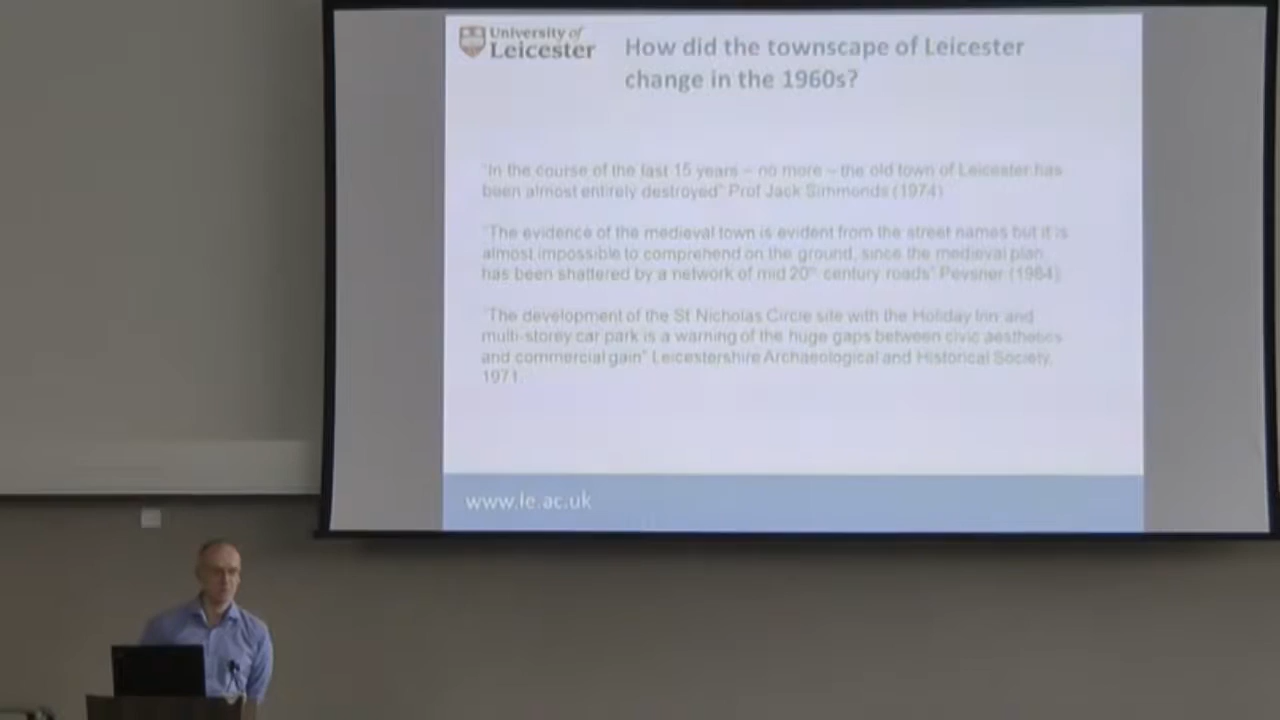 University of
Leicester
How did the townscape of Leicester
change in the 1960s?
"In the course of the last 15 years – no more – the old town of Leicester has
been almost entirely destroyed" Prof Jack Simmonds (1974)
"The evidence of the medieval town is evident from the street names but it is
almost impossible to comprehend on the ground, since the medieval plan
has been shattered by a network of mid 20th century roads" Pevsner (1984)
"The development of the St Nicholas Circle site with the Holiday Inn and
multi-storey car park is a warning of the huge gaps between civic aesthetics
and commercial gain" Leicestershire Archaeological and Historical Society,
1971.
www.le.ac.uk